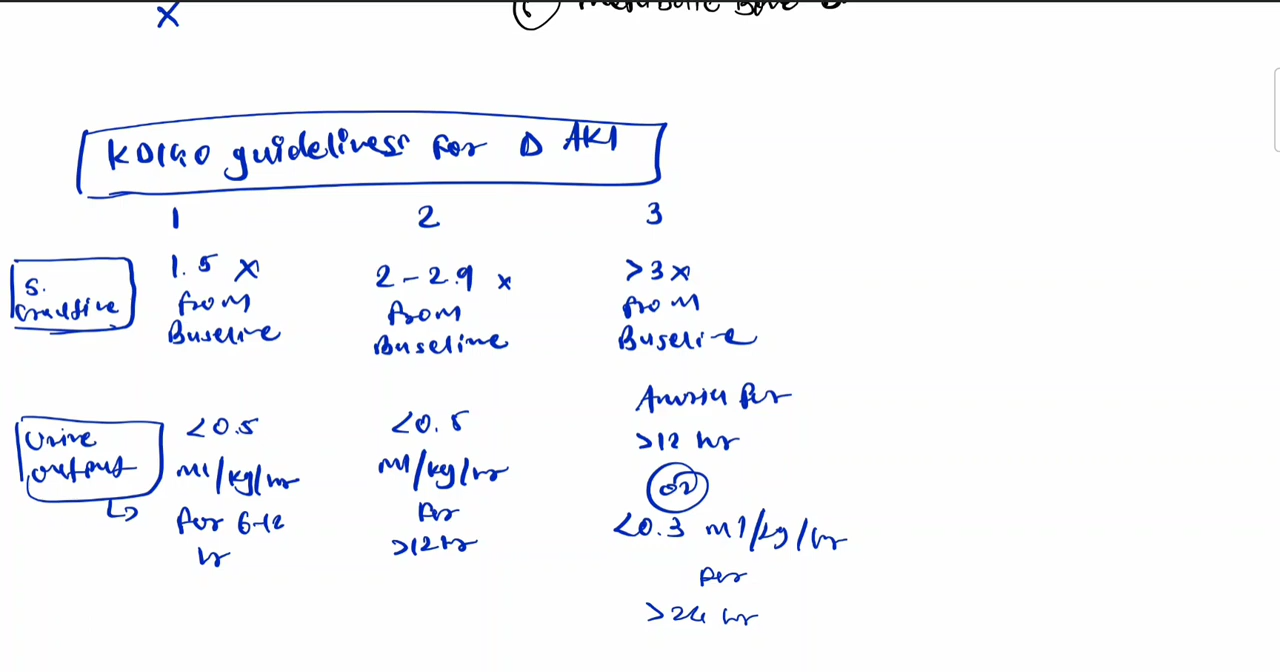 X
KDIGO guideliness for Δ AKI
1 2 3
S. creatine
1.5 X
from
Baseline
2-2.9 x
from
Baseline
>3x
from
Baseline
Urine
output
<0.5
ml/kg/hr
for 6-12
hr
<0.5
ml/kg/hr
for
>12 hr
Anuria for
>12 hr
or
<0.3 ml/kg/hr
for
>24 hr